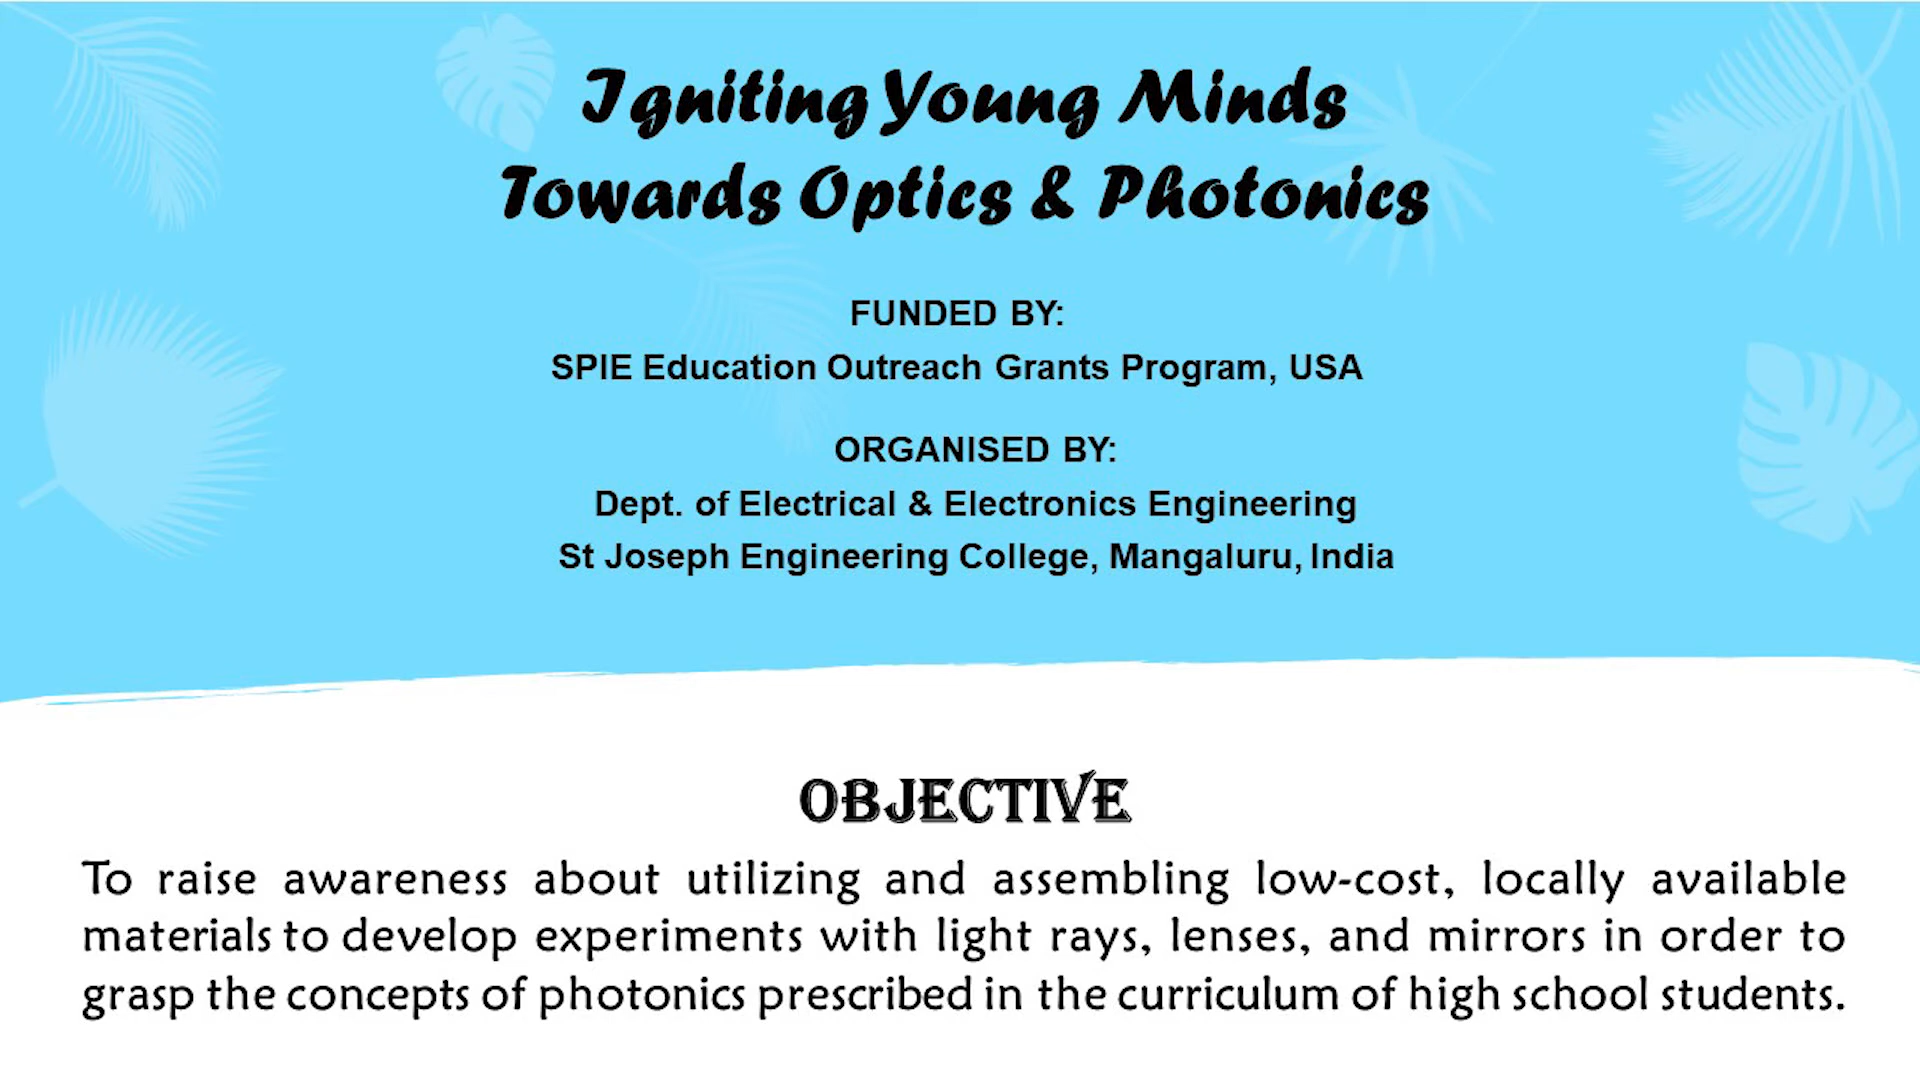 Igniting Young Minds
Towards Optics & Photonics
FUNDED BY:
SPIE Education Outreach Grants Program, USA
ORGANISED BY:
Dept. of Electrical & Electronics Engineering
St Joseph Engineering College, Mangaluru, India
OBJECTIVE
To raise awareness about utilizing and assembling low-cost, locally available
materials to develop experiments with light rays, lenses, and mirrors in order to
grasp the concepts of photonics prescribed in the curriculum of high school students.